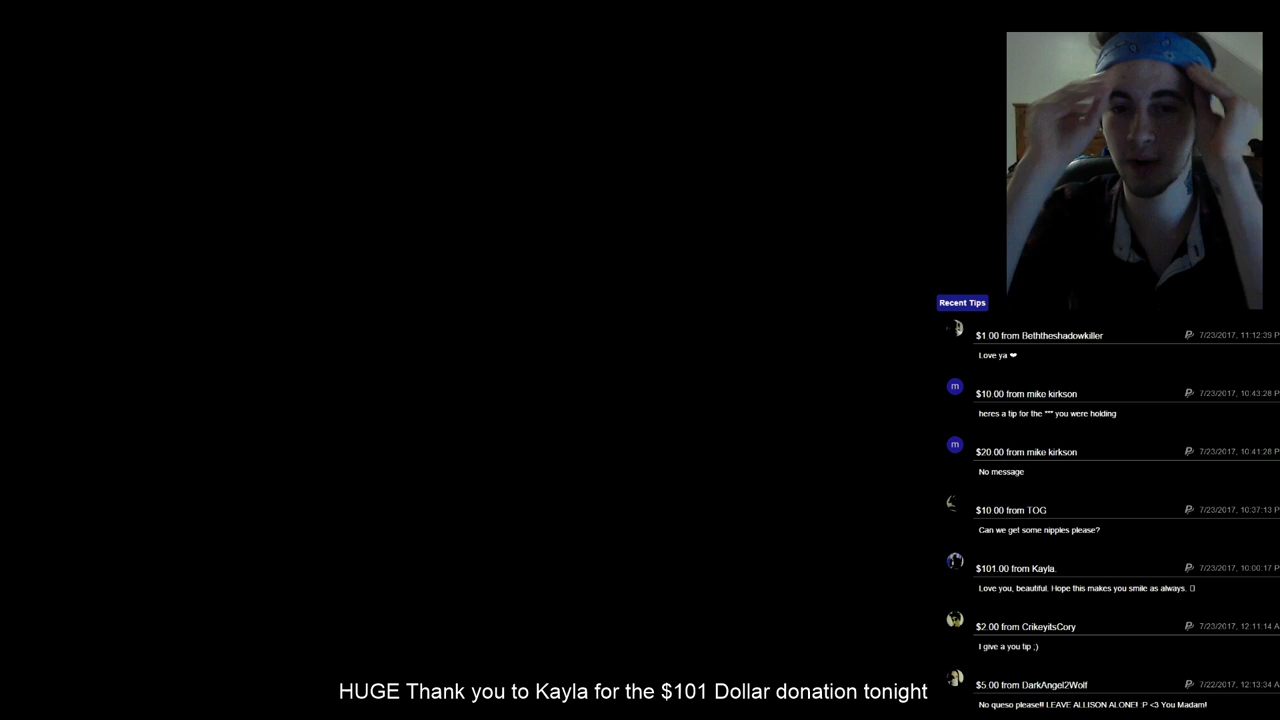 Recent Tips
$1.00 from Beththeshadowkiller 7/23/2017, 11:12:39 P
Love ya ❤
m
$10.00 from mike kirkson 7/23/2017, 10:43:28 P
heres a tip for the *** you were holding
m
$20.00 from mike kirkson 7/23/2017, 10:41:28 P
No message
$10.00 from TOG 7/23/2017, 10:37:13 P
Can we get some nipples please?
$101.00 from Kayla. 7/23/2017, 10:00:17 P
Love you, beautiful. Hope this makes you smile as always.
$2.00 from CrikeyitsCory 7/23/2017, 12:11:14 A
I give a you tip ;)
$5.00 from DarkAngel2Wolf 7/22/2017, 12:13:34 A
No queso please!! LEAVE ALLISON ALONE! :P <3 You Madam!
HUGE Thank you to Kayla for the $101 Dollar donation tonight